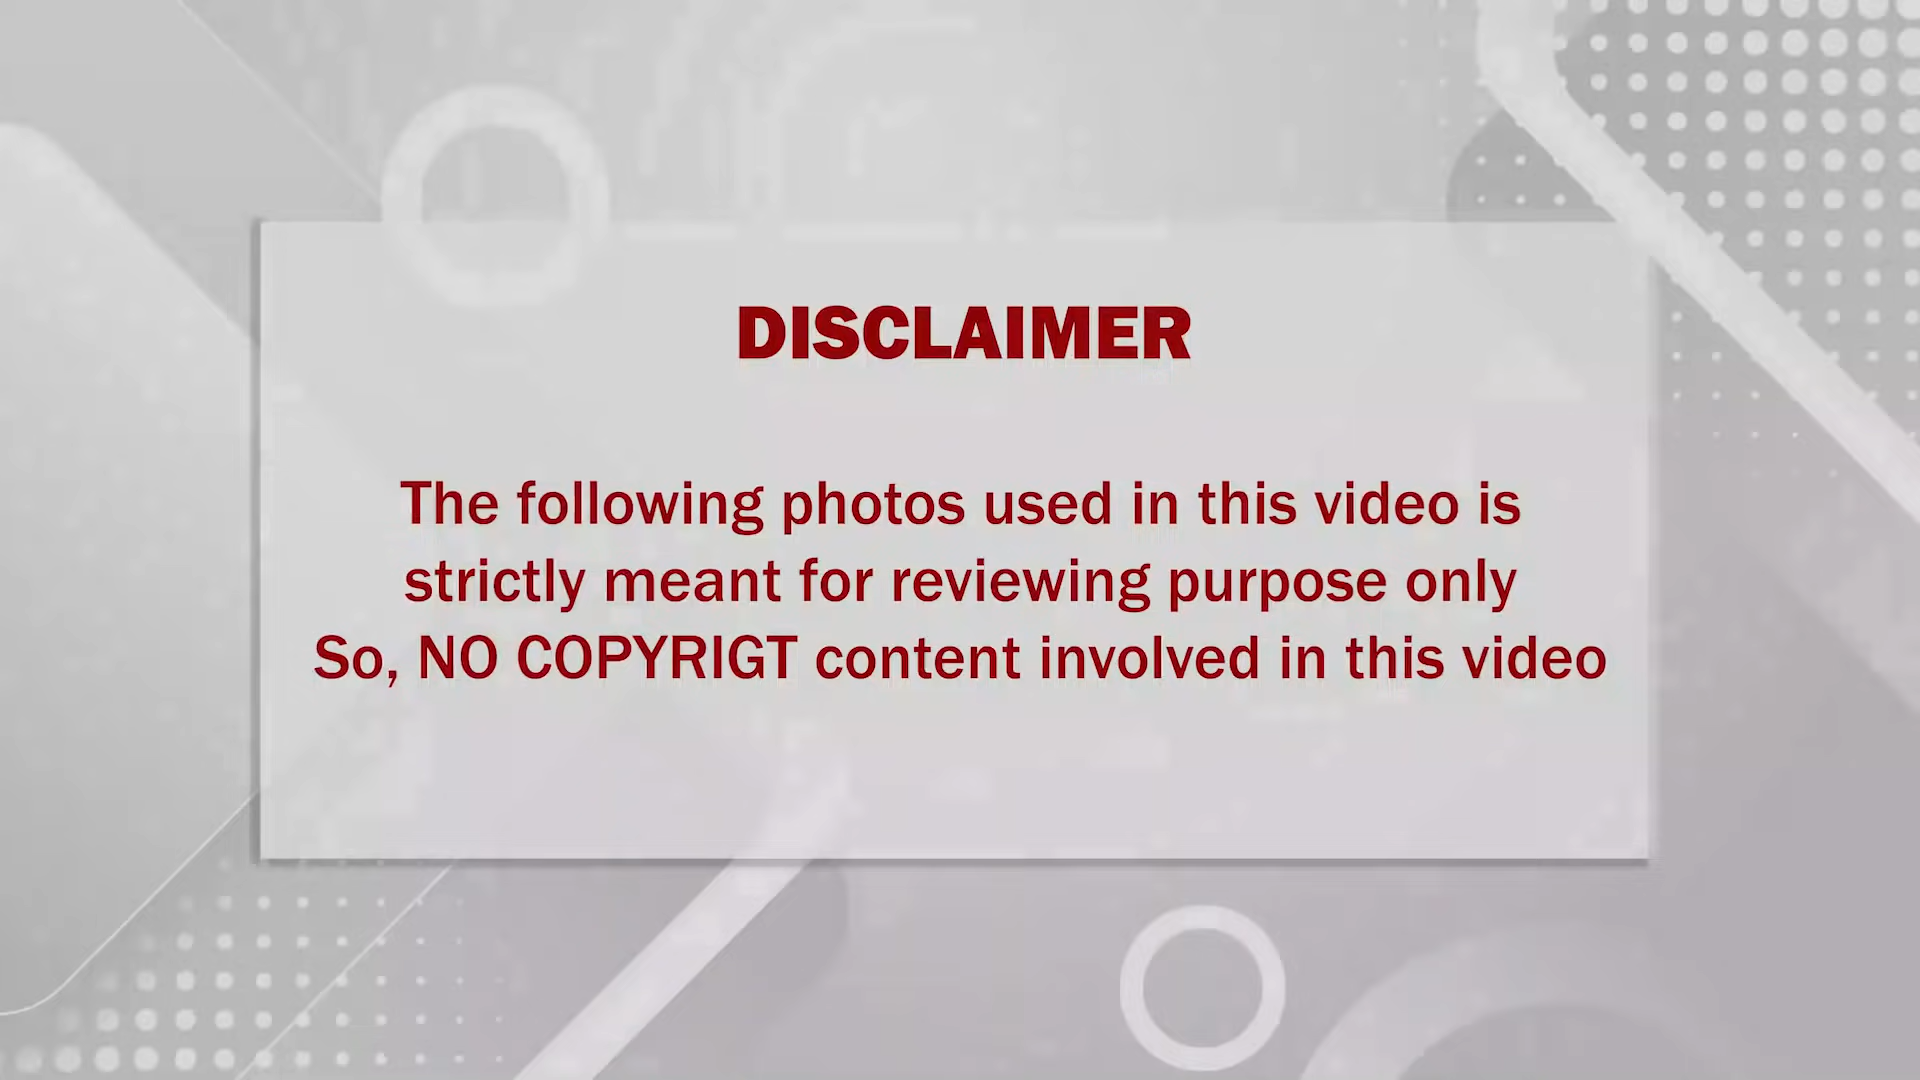 DISCLAIMER
The following photos used in this video is
strictly meant for reviewing purpose only
So, NO COPYRIGT content involved in this video